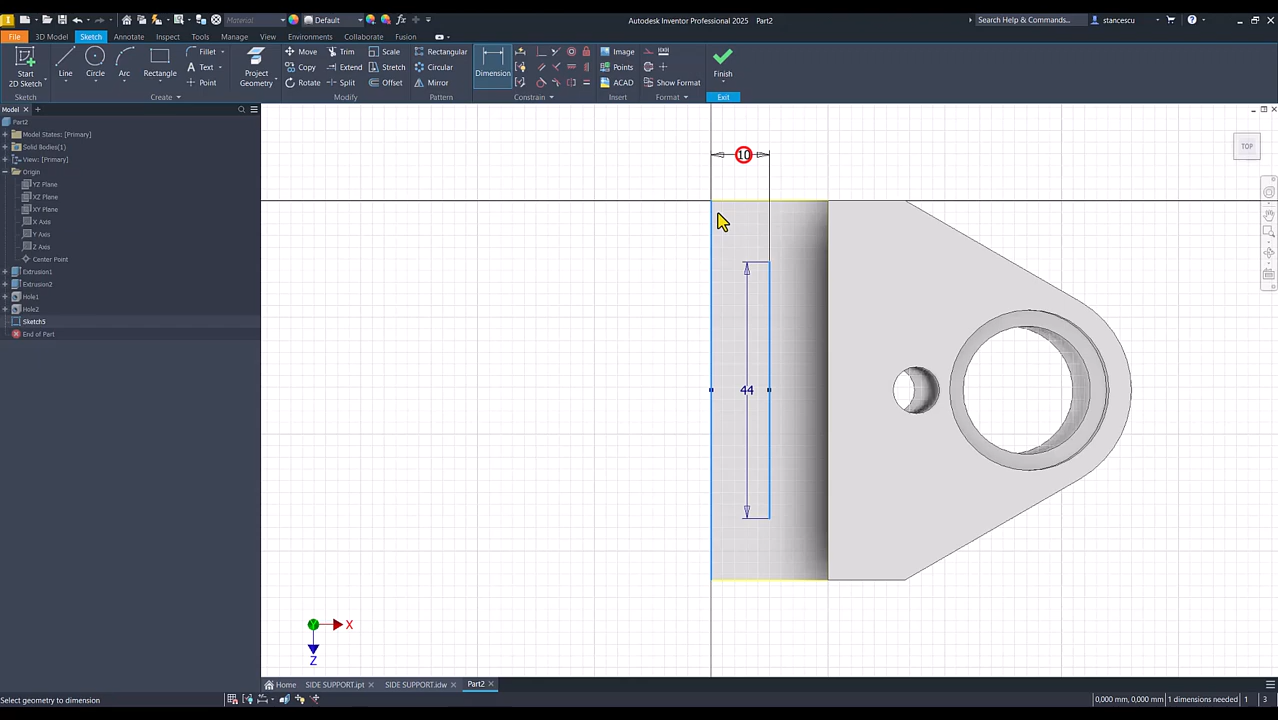 Material
Default
Autodesk Inventor Professional 2025 Part2
Search Help & Commands...
stancescu
File 3D Model Sketch Annotate Inspect Tools Manage View Environments Collaborate Fusion
Start
2D Sketch
Line
Circle
Arc
Rectangle
Fillet
Text
Point
Project
Geometry
Move
Copy
Rotate
Trim
Extend
Split
Scale
Stretch
Offset
Rectangular
Circular
Mirror
Dimension
Image
Points
ACAD
Show Format
Finish
Sketch Create Modify Pattern Constrain Insert Format Exit
Model
Part2
Model States: [Primary]
Solid Bodies(1)
View: [Primary]
Origin
YZ Plane
XZ Plane
XY Plane
X Axis
Y Axis
Z Axis
Center Point
Extrusion1
Extrusion2
Hole1
Hole2
Sketch5
End of Part
10
TOP
44
Y
X
Z
Home SIDE SUPPORT.ipt SIDE SUPPORT.idw Part2
Select geometry to dimension
0,000 mm, 0,000 mm 1 dimensions needed 1 3